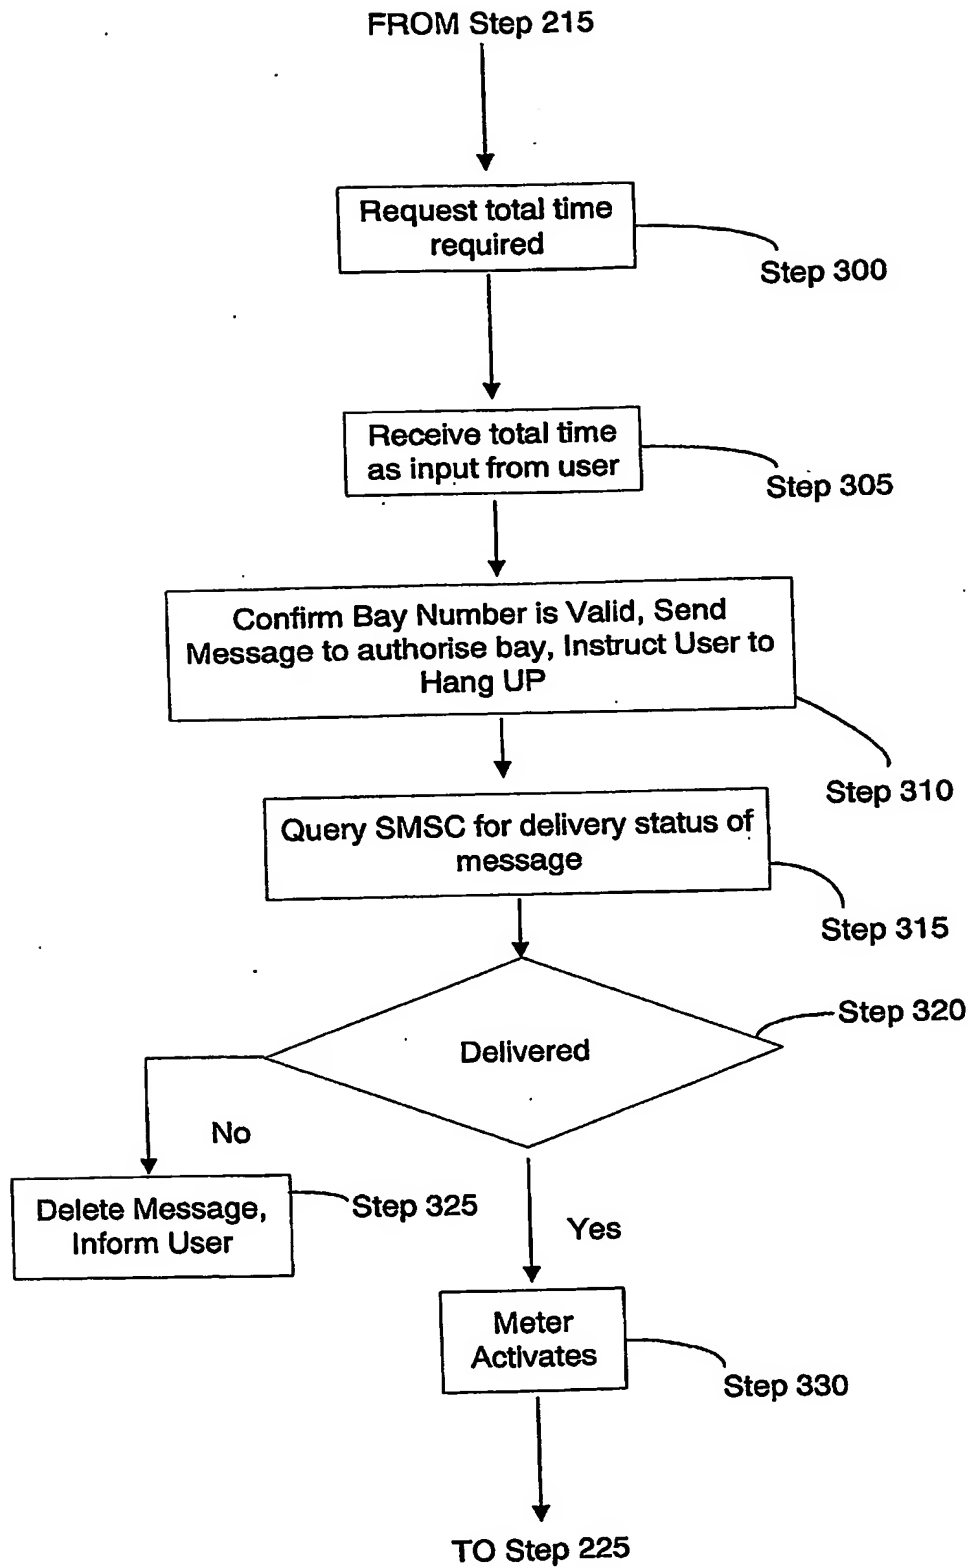 FROM Step 215
Request total time
required
Step 300
Receive total time
as input from user
Step 305
Confirm Bay Number is Valid, Send
Message to authorise bay, Instruct User to
Hang UP
Step 310
Query SMSC for delivery status of
message
Step 315
Step 320
Delivered
No
Delete Message,
Inform User
Step 325
Yes
Meter
Activates
Step 330
TO Step 225